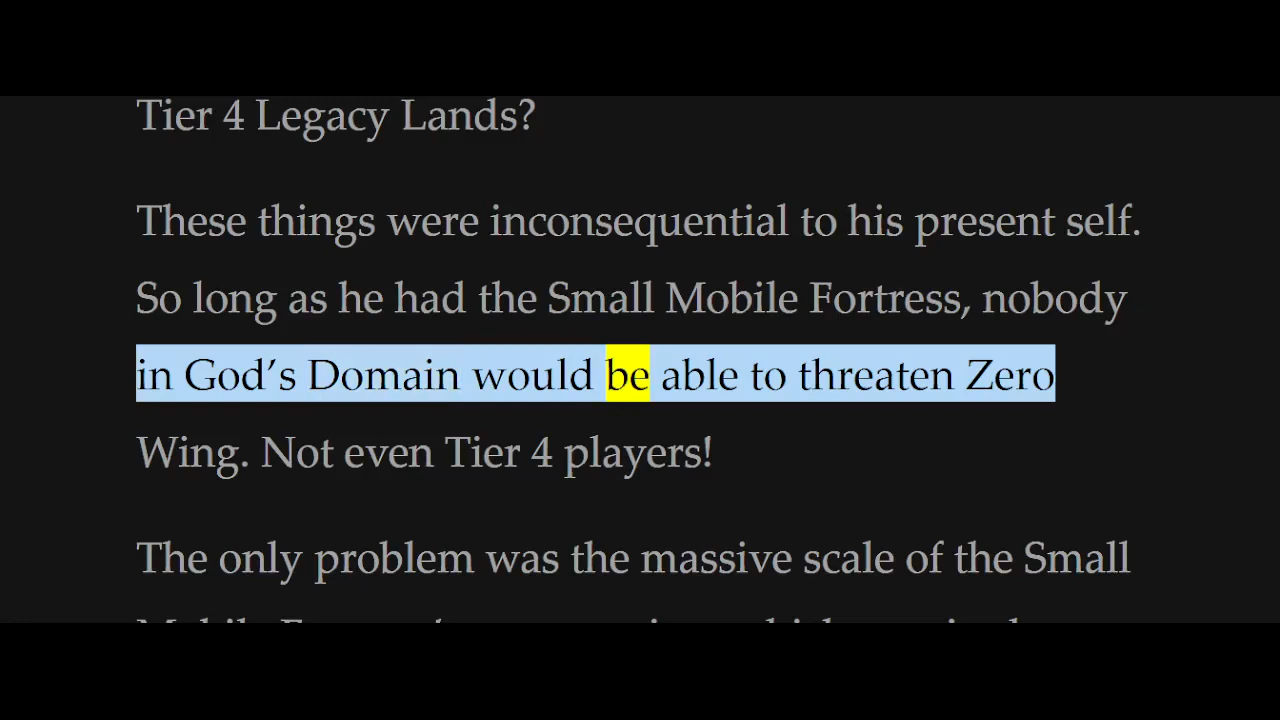 Tier 4 Legacy Lands?
These things were inconsequential to his present self.
So long as he had the Small Mobile Fortress, nobody
in God’s Domain would be able to threaten Zero
Wing. Not even Tier 4 players!
The only problem was the massive scale of the Small